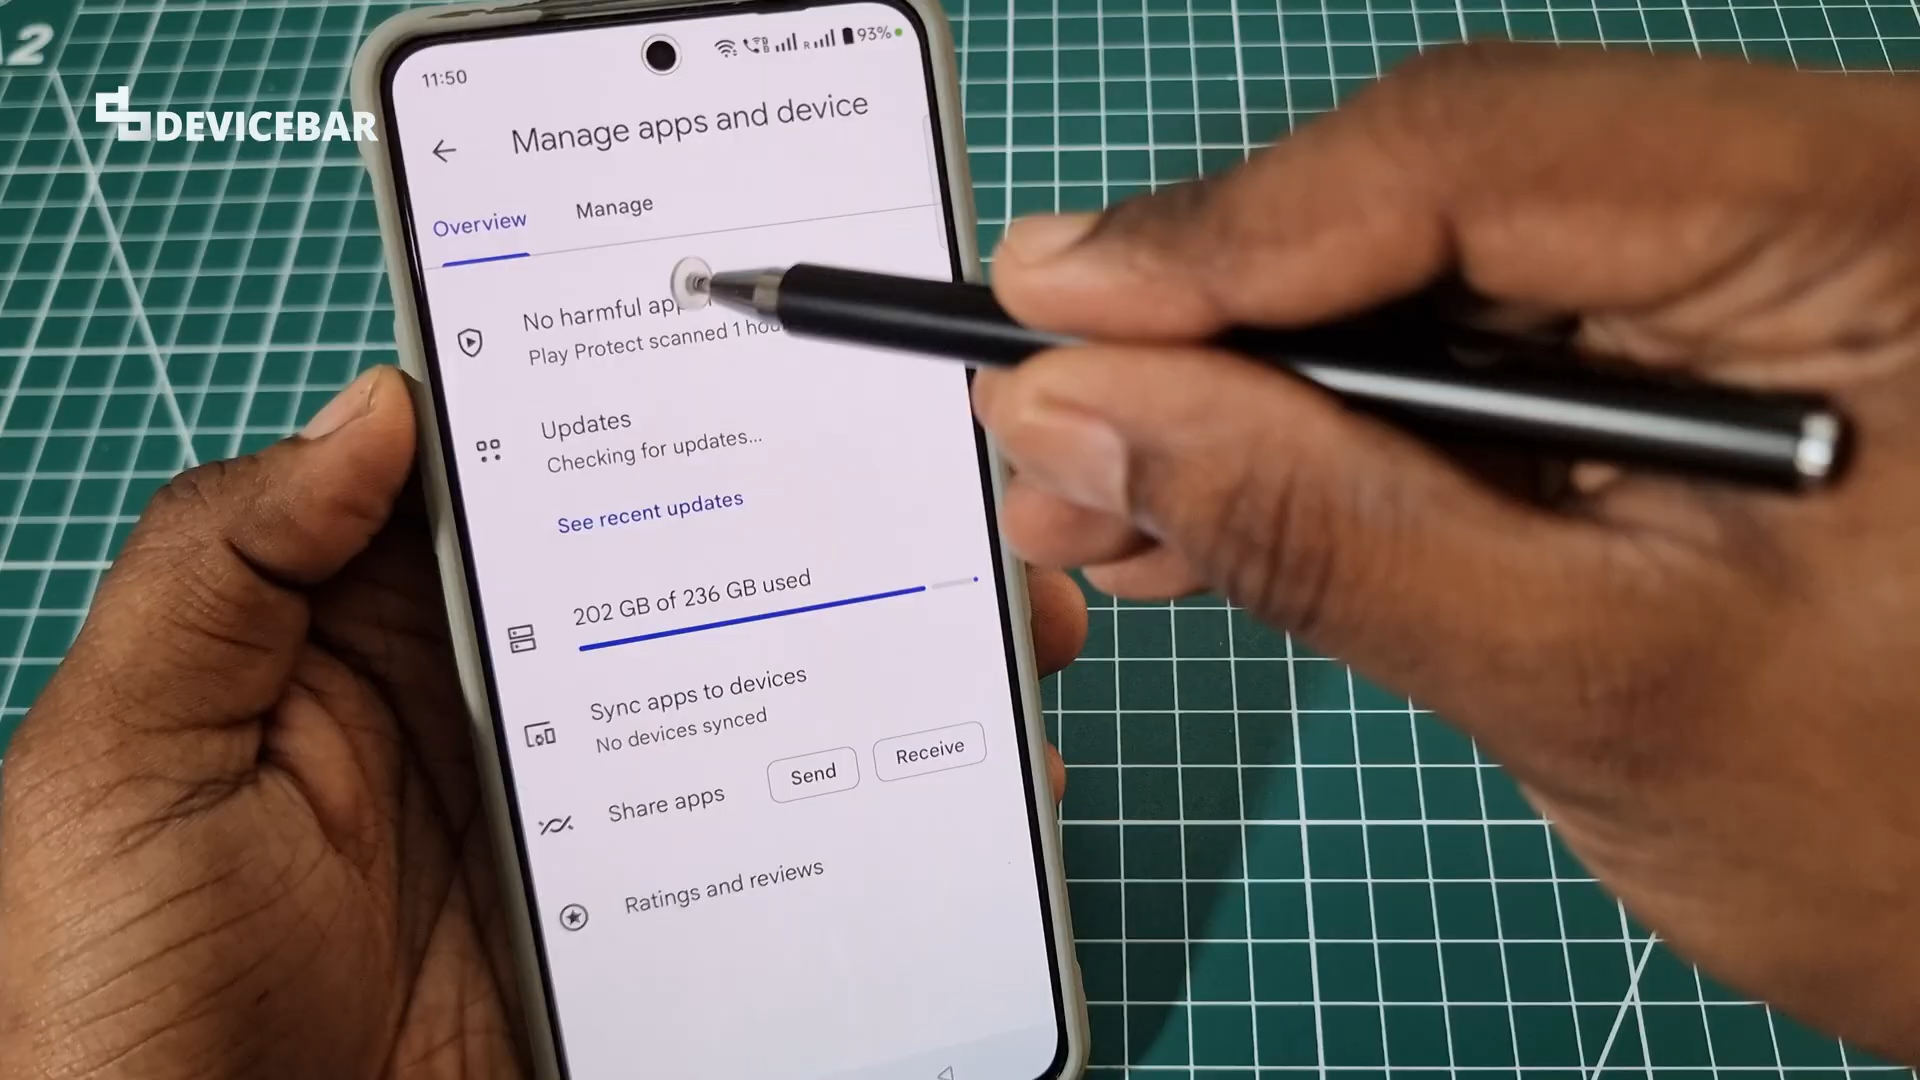 A2
DEVICEBAR
11:50
93%
Manage apps and device
Overview
Manage
No harmful
Play Protect scanned 1
Updates
Checking for updates...
See recent updates
202 GB of 236 GB used
Sync apps to devices
No devices synced
Share apps
Send
Receive
Ratings and reviews